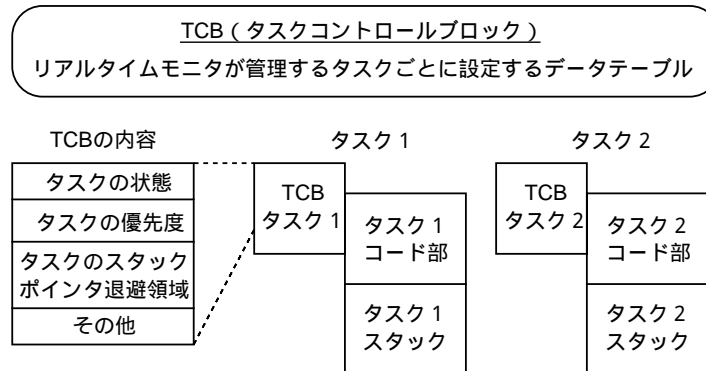 TCB（タスクコントロールブロック）
リアルタイムモニタが管理するタスクごとに設定するデータテーブル
TCBの内容
タスクの状態
タスクの優先度
タスクのスタック
ポインタ退避領域
その他
タスク1
TCB
タスク1
タスク1
コード部
タスク1
スタック
タスク2
TCB
タスク2
タスク2
コード部
タスク2
スタック